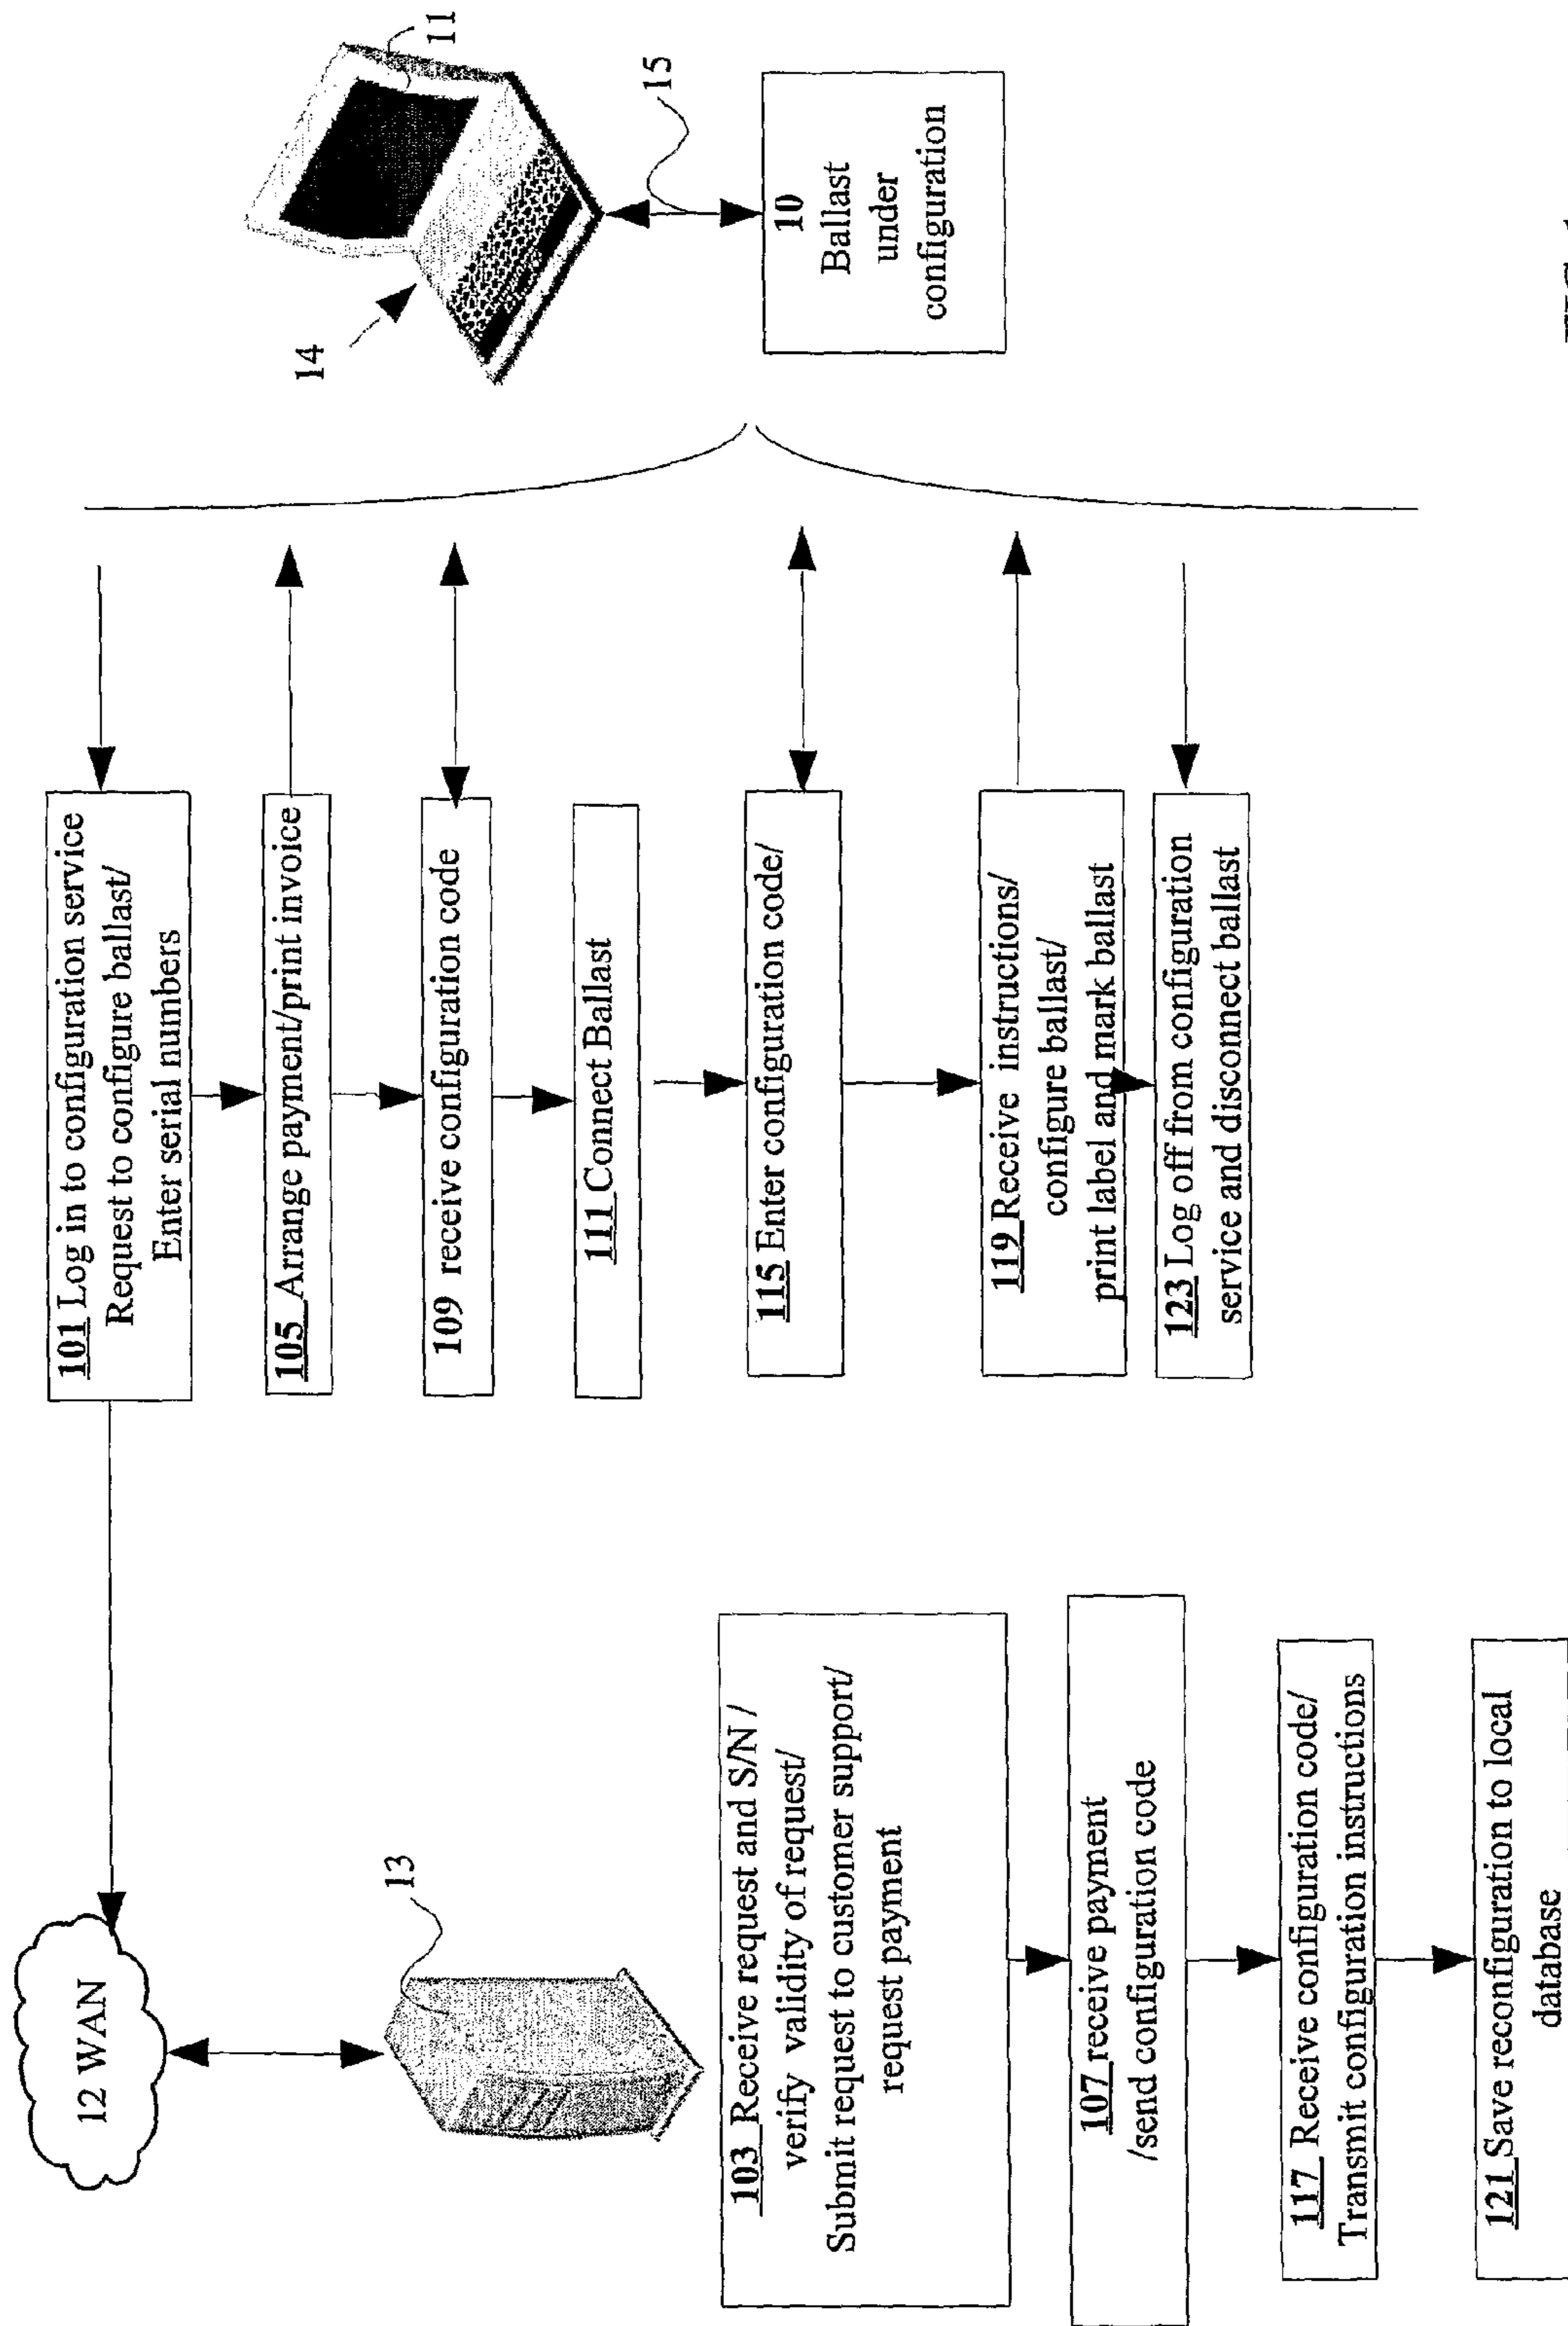 12 WAN
13
103 Receive request and S/N /
verify validity of request/
Submit request to customer support/
request payment
107 receive payment
/send configuration code
117 Receive configuration code/
Transmit configuration instructions
121 Save reconfiguration to local
database
101 Log in to configuration service
Request to configure ballast/
Enter serial numbers
105 Arrange payment/print invoice
109 receive configuration code
111 Connect Ballast
115 Enter configuration code/
119 Receive instructions/
configure ballast/
print label and mark ballast
123 Log off from configuration
service and disconnect ballast
14
11
15
10
Ballast
under
configuration